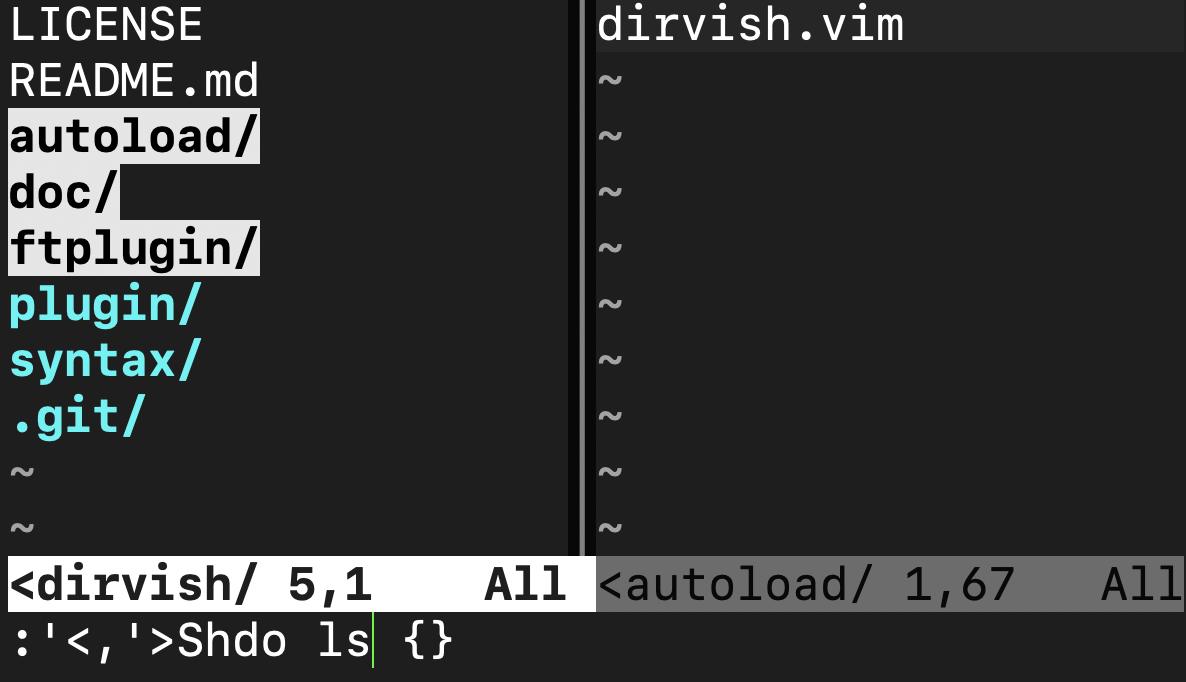 LICENSE
README.md
autoload/
doc/
ftplugin/
plugin/
syntax/
.git/
~
~
<dirvish/ 5,1 All
dirvish.vim
~
~
~
~
~
~
~
~
~
<autoload/ 1,67 All
:'<,'>Shdo ls {}